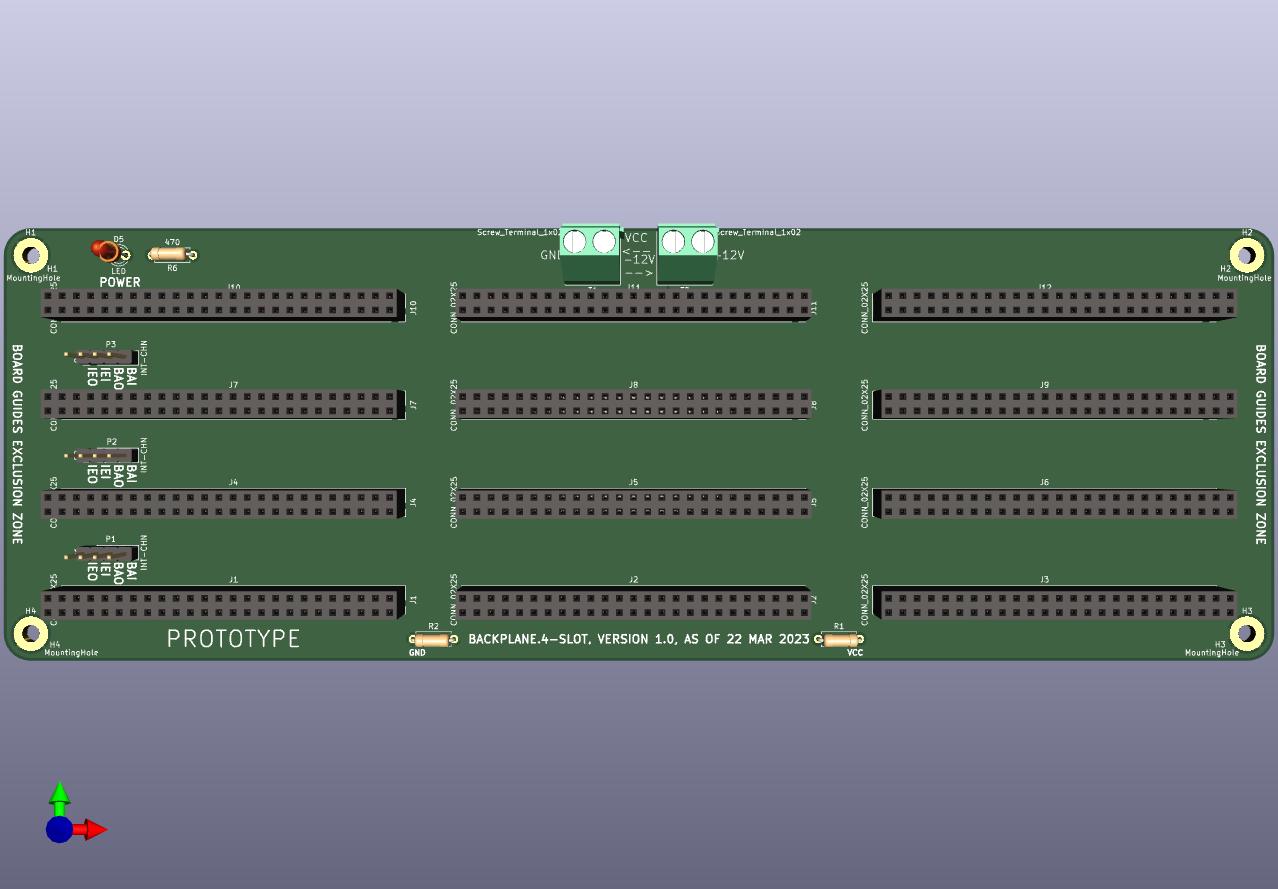 H1
H1
MountingHole
D5
LED
POWER
470
R6
Screw_Terminal_1x0
VCC
<--
-12V
-->
Screw_Terminal_1x02
-12V
H2
H2
MountingHole
J10
J11
CONN_02X25
J11
J12
CONN_02X25
BOARD GUIDES EXCLUSION ZONE
P3
INT-CHN
IEO
IEI
BAO
BAI
J7
J7
J8
CONN_02X25
J9
CONN_02X25
BOARD GUIDES EXCLUSION ZONE
P2
INT-CHN
IEO
IEI
BAO
BAI
J4
J4
J5
CONN_02X25
J5
J6
CONN_02X25
P1
INT-CHN
IEO
IEI
BAO
BAI
J1
J1
J2
CONN_02X25
J2
J3
CONN_02X25
H4
H4
MountingHole
PROTOTYPE
R2
GND
BACKPLANE.4-SLOT, VERSION 1.0, AS OF 22 MAR 2023
R1
VCC
H3
H3
MountingHole